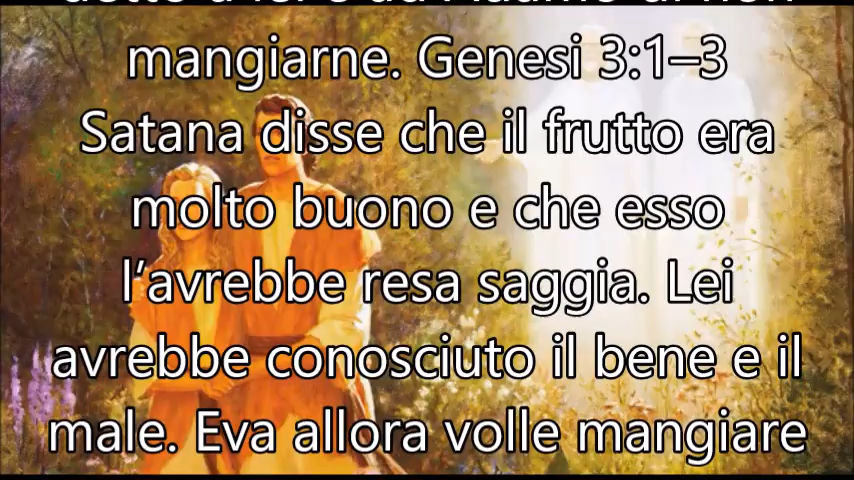 mangiarne. Genesi 3:1–3
Satana disse che il frutto era
molto buono e che esso
l’avrebbe resa saggia. Lei
avrebbe conosciuto il bene e il
male. Eva allora volle mangiare